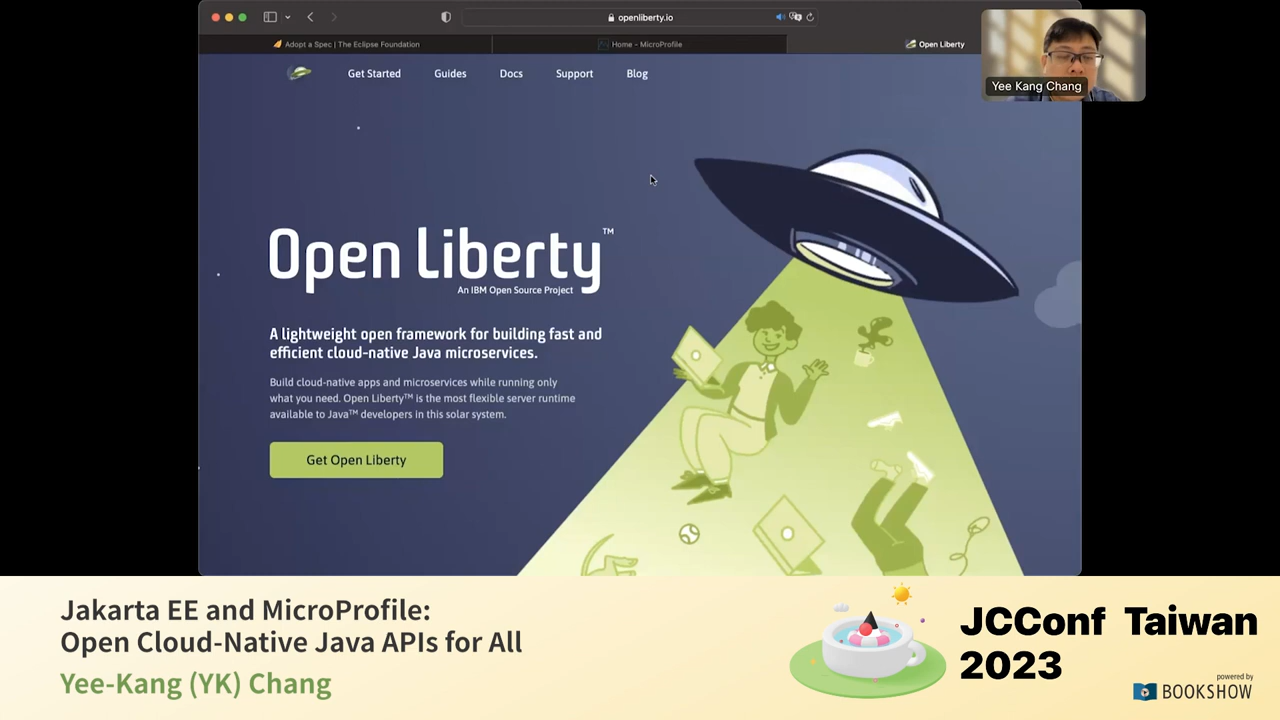 openliberty.io
Adopt a Spec | The Eclipse Foundation
Home - MicroProfile
Open Liberty
Get Started
Guides
Docs
Support
Blog
Yee Kang Chang
Open Liberty™
An IBM Open Source Project
A lightweight open framework for building fast and
efficient cloud-native Java microservices.
Build cloud-native apps and microservices while running only
what you need. Open Liberty™ is the most flexible server runtime
available to Java™ developers in this solar system.
Get Open Liberty
Jakarta EE and MicroProfile:
Open Cloud-Native Java APIs for All
Yee-Kang (YK) Chang
JCConf Taiwan
2023
powered by
BOOKSHOW